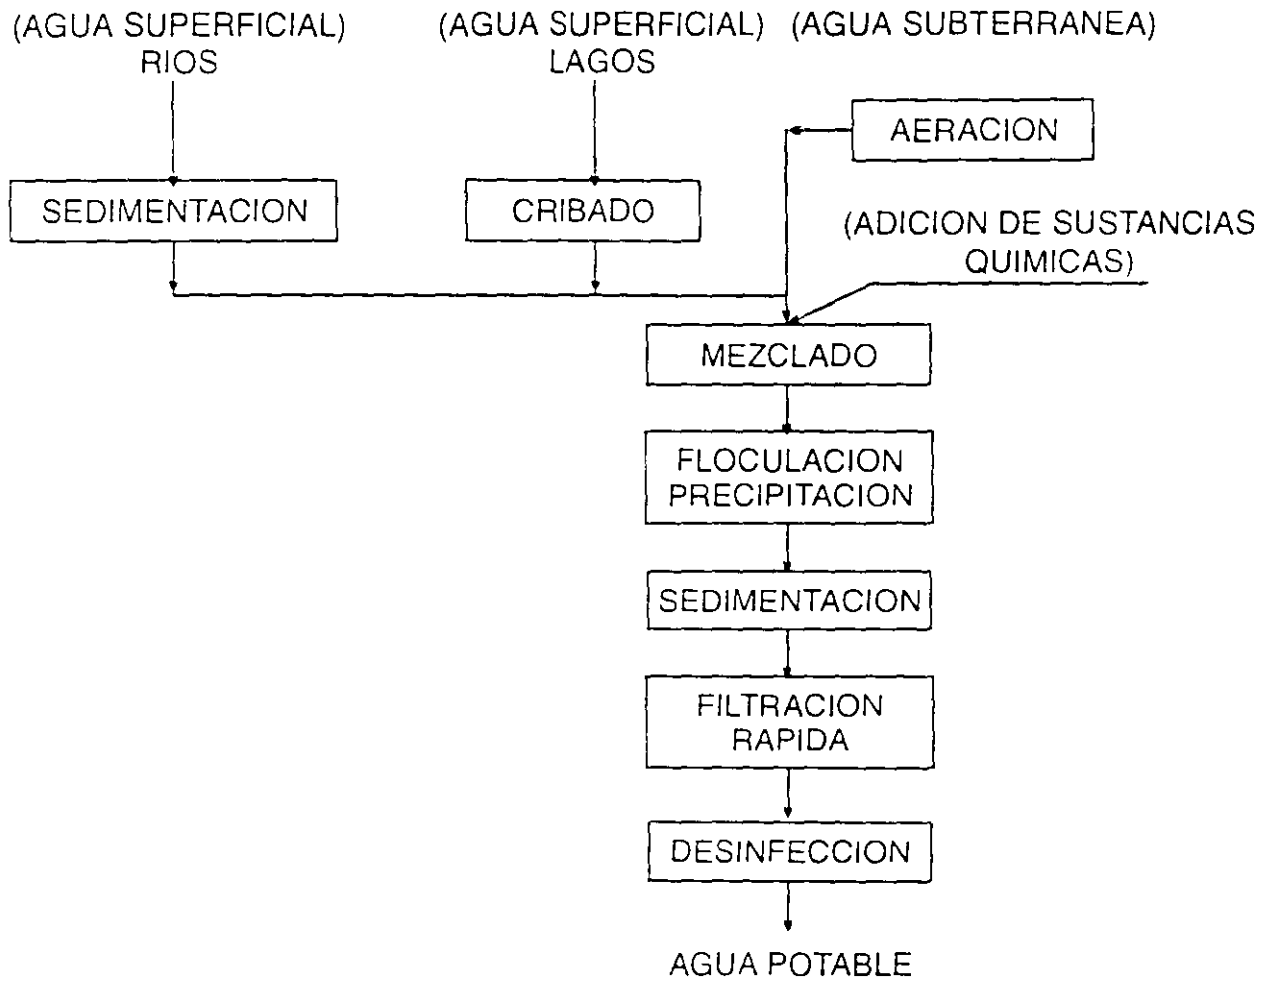 (AGUA SUPERFICIAL)
RIOS
(AGUA SUPERFICIAL)
LAGOS
(AGUA SUBTERRANEA)
AERACION
SEDIMENTACION
CRIBADO
(ADICION DE SUSTANCIAS
QUIMICAS)
MEZCLADO
FLOCULACION
PRECIPITACION
SEDIMENTACION
FILTRACION
RAPIDA
DESINFECCION
AGUA POTABLE